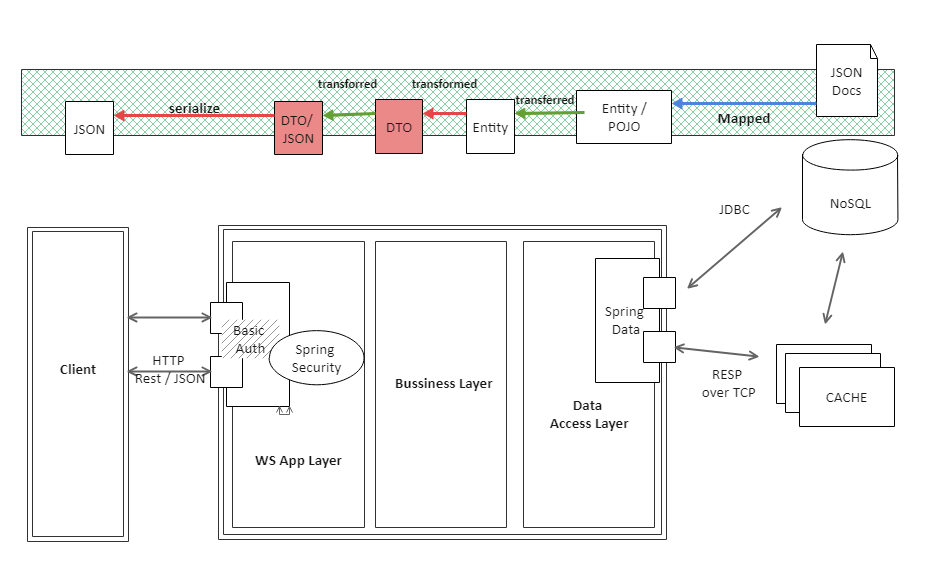 JSON
Docs
transferred
transformed
transferred
serialize
Mapped
JSON
DTO/
JSON
DTO
Entity
Entity /
POJO
NoSQL
JDBC
Client
HTTP
Rest / JSON
Basic
Auth
Spring
Security
WS App Layer
Bussiness Layer
Spring
Data
Data
Access Layer
RESP
over TCP
CACHE